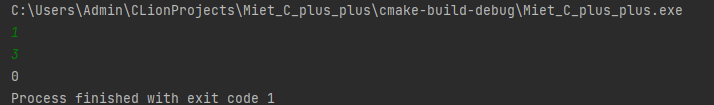 C:\Users\Admin\CLionProjects\Miet_C_plus_plus\cmake-build-debug\Miet_C_plus_plus.exe
1
3
0
Process finished with exit code 1